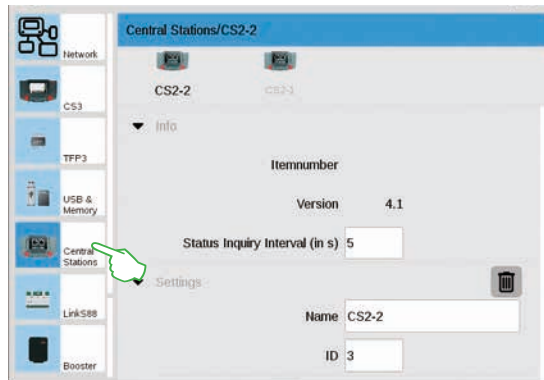 Central Stations/CS2-2
Network
CS3
TFP3
USB &
Memory
Central
Stations
LinkS88
Booster
CS2-2
CS2-1
Info
Itemnumber
Version 4.1
Status Inquiry Interval (in s) 5
Settings
Name CS2-2
ID 3